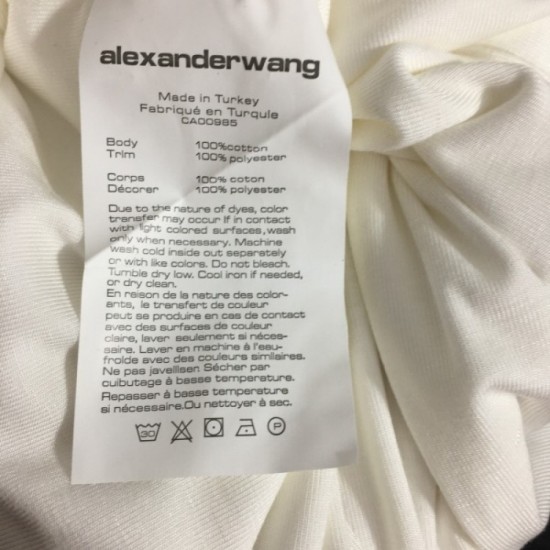 alexanderwang
Made in Turkey
Fabriqué en Turquie
CA00985
Body 100%cotton
Trim 100% polyester
Corps 100% coton
Décorer 100% polyester
Due to the nature of dyes, color
transfer may occur if in contact
with light colored surfaces,wash
only when necessary. Machine
wash cold inside out separately
or with like colors. Do not bleach.
Tumble dry low. Cool iron if needed,
or dry clean.
En raison de la nature des color-
ants, le transfert de couleur
peut se produire en cas de contact
avec des surfaces de couleur
claire, laver seulement si néces-
saire. Laver en machine à l'eau-
froide avec des couleurs similaires.
Ne pas javelliser. Sécher par
culbutage à basse temperature.
Repasser à basse temperature
si nécessaire.Ou nettoyer à sec.
30 P